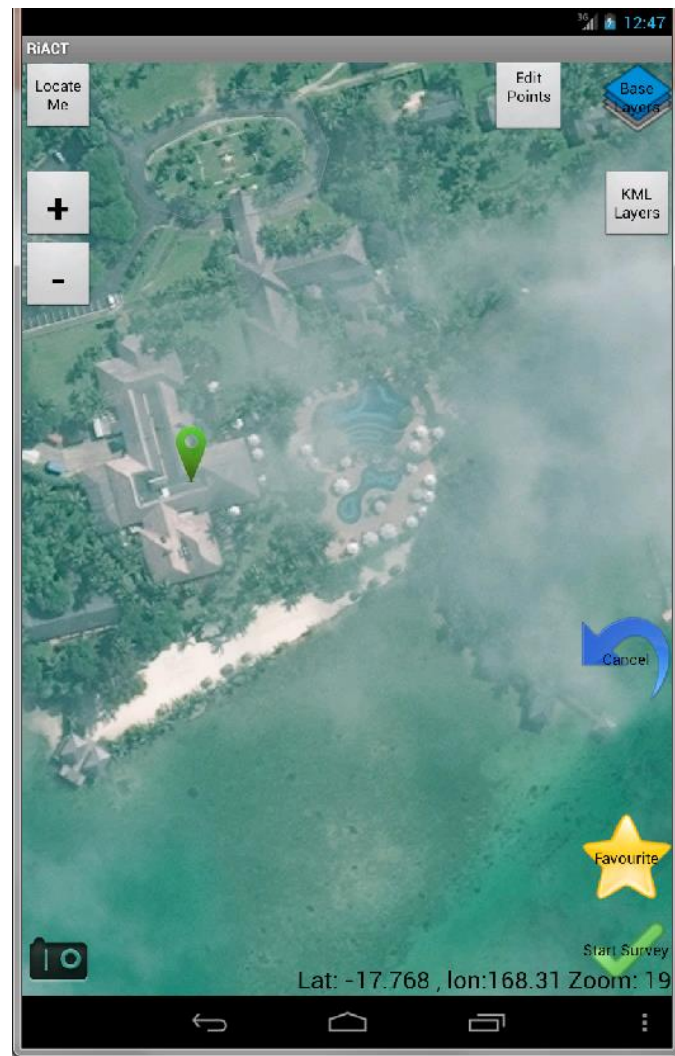 3G 12:47
RiACT
Locate
Me
Edit
Points
Base
Layers
+
KML
Layers
-
Cancel
Favourite
Start Survey
Lat: -17.768 , lon:168.31 Zoom: 19